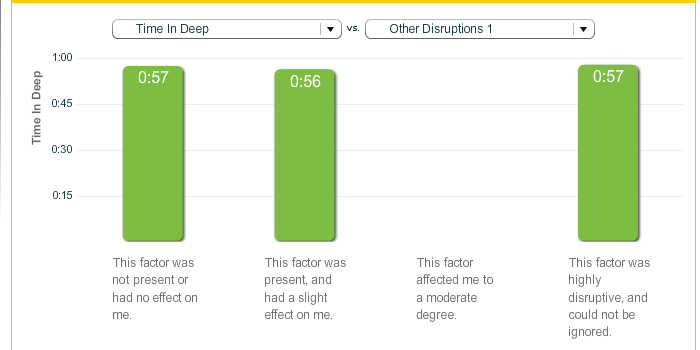 Time In Deep vs. Other Disruptions 1
1:00
0:45
0:30
0:15
Time In Deep
0:57
0:56
0:57
This factor was
not present or
had no effect on
me.
This factor was
present, and
had a slight
effect on me.
This factor
affected me to
a moderate
degree.
This factor was
highly
disruptive, and
could not be
ignored.